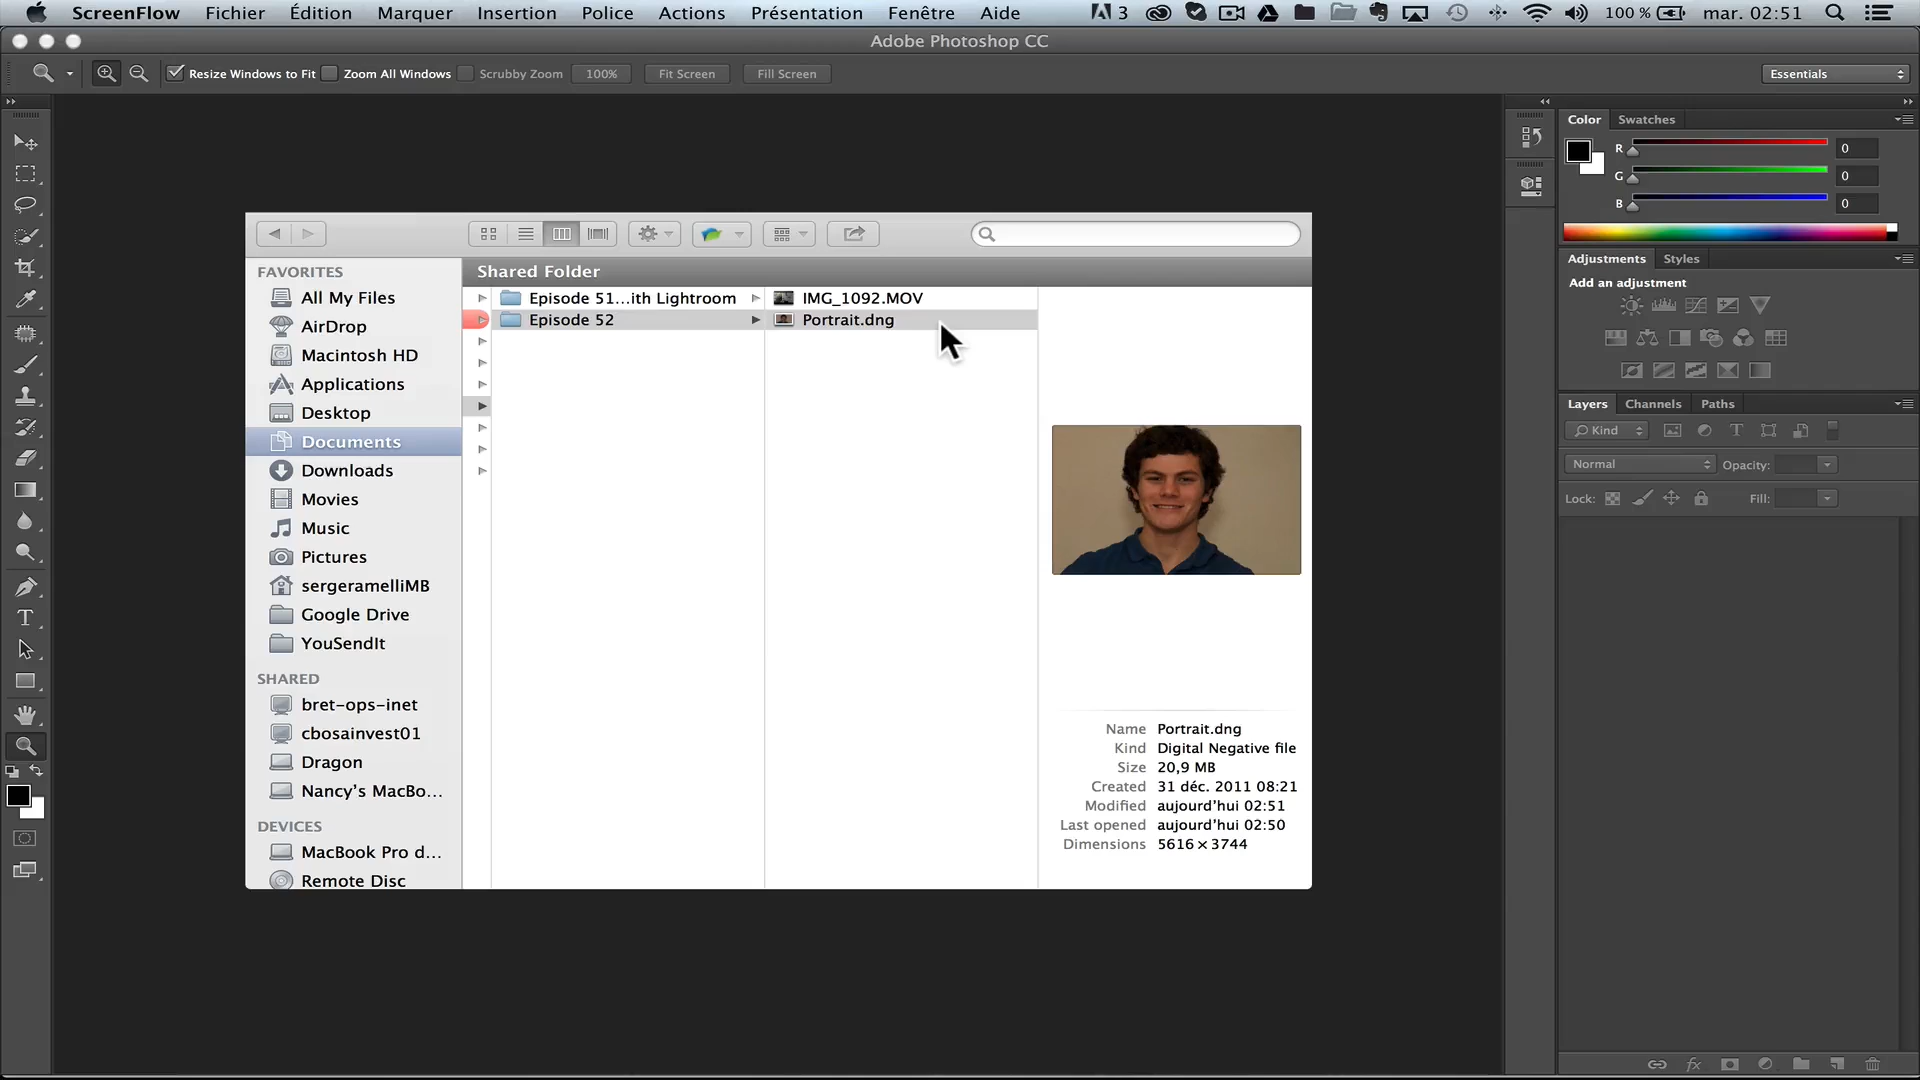 ScreenFlow Fichier Édition Marquer Insertion Police Actions Présentation Fenêtre Aide 3 100 % mar. 02:51
Adobe Photoshop CC
Resize Windows to Fit Zoom All Windows Scrubby Zoom 100% Fit Screen Fill Screen Essentials
Color Swatches
R 0
G 0
B 0
Adjustments Styles
Add an adjustment
Layers Channels Paths
Kind
Normal Opacity:
Lock: Fill:
FAVORITES
All My Files
AirDrop
Macintosh HD
Applications
Desktop
Documents
Downloads
Movies
Music
Pictures
sergeramelliMB
Google Drive
YouSendIt
SHARED
bret-ops-inet
cbosainvest01
Dragon
Nancy’s MacBo...
DEVICES
MacBook Pro d...
Remote Disc
Shared Folder
Episode 51...ith Lightroom
Episode 52
IMG_1092.MOV
Portrait.dng
Name Portrait.dng
Kind Digital Negative file
Size 20,9 MB
Created 31 déc. 2011 08:21
Modified aujourd’hui 02:51
Last opened aujourd’hui 02:50
Dimensions 5616 × 3744